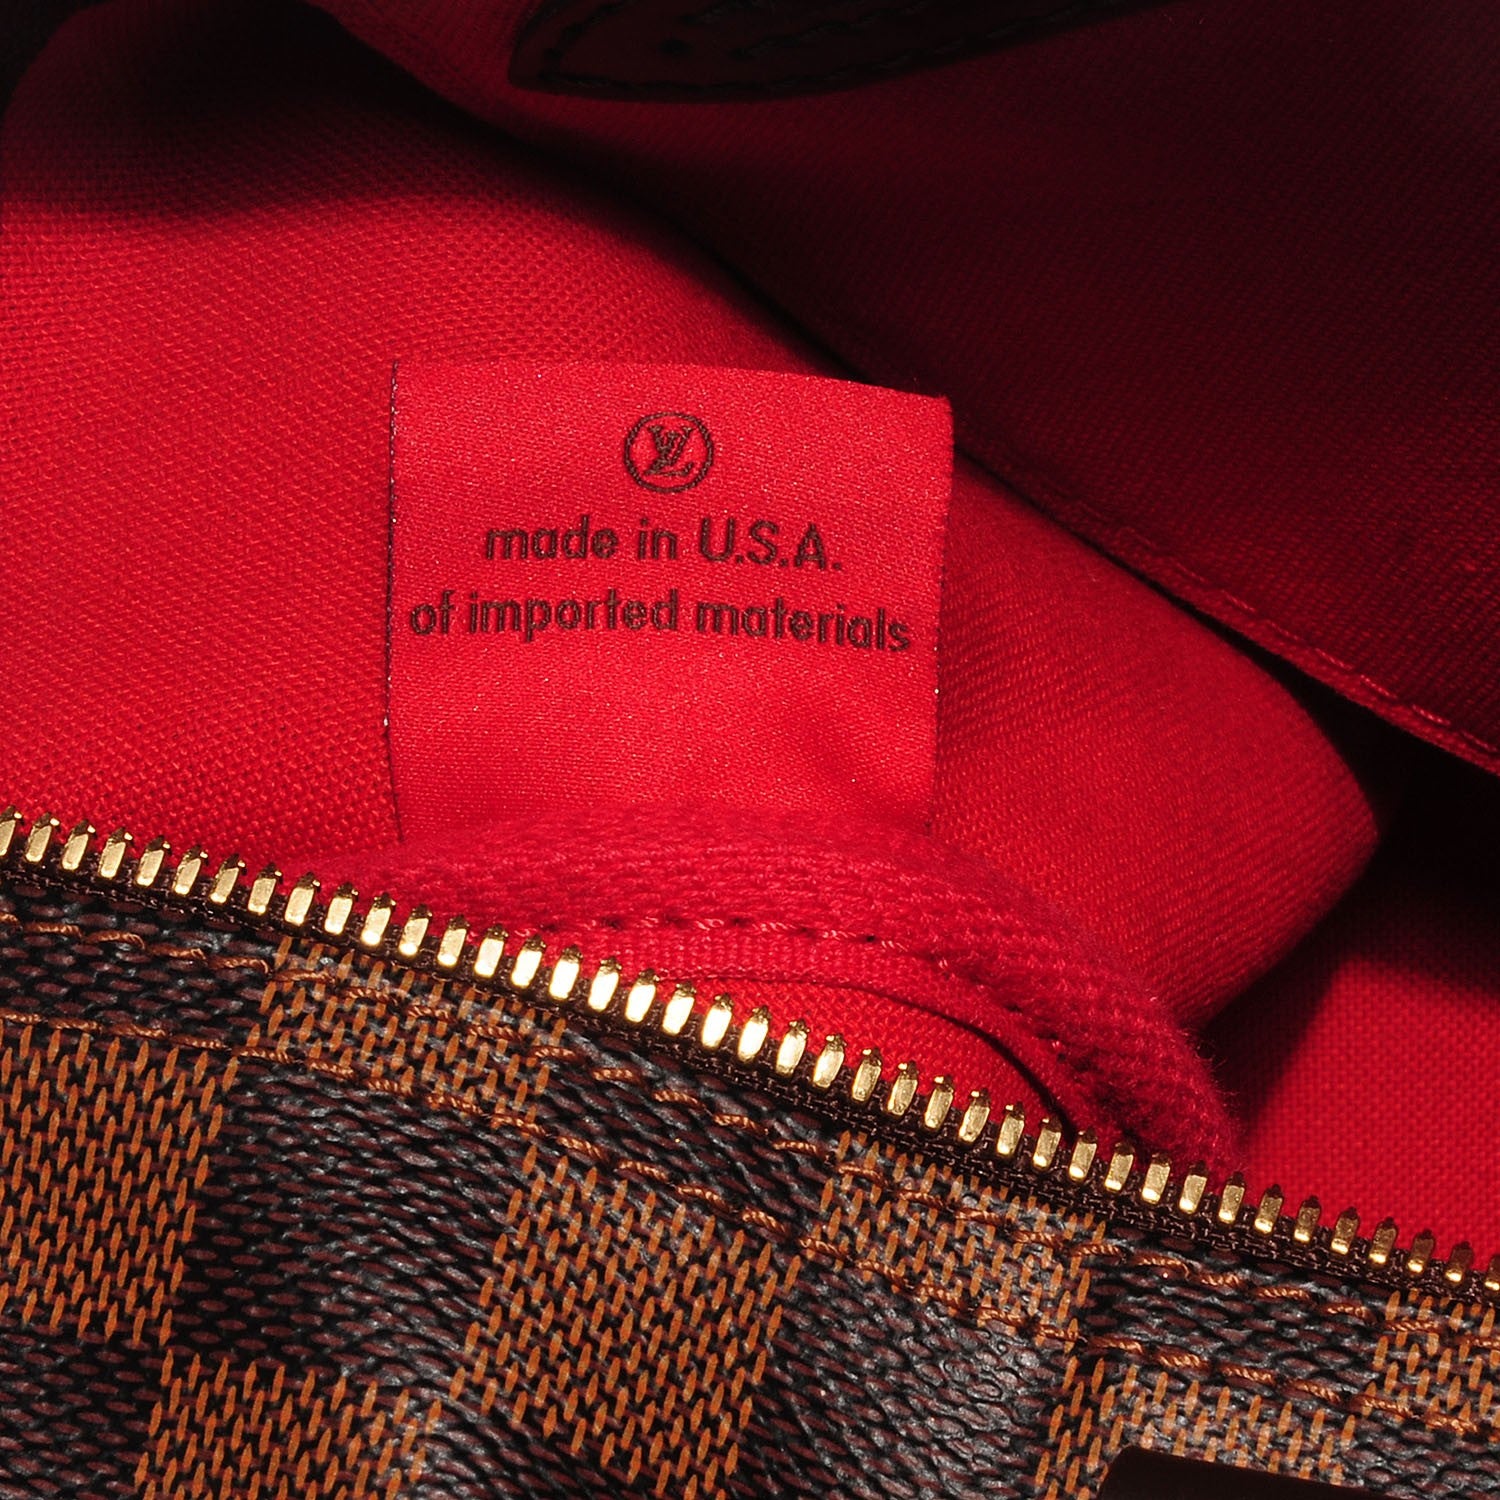 LV
made in U.S.A.
of imported materials